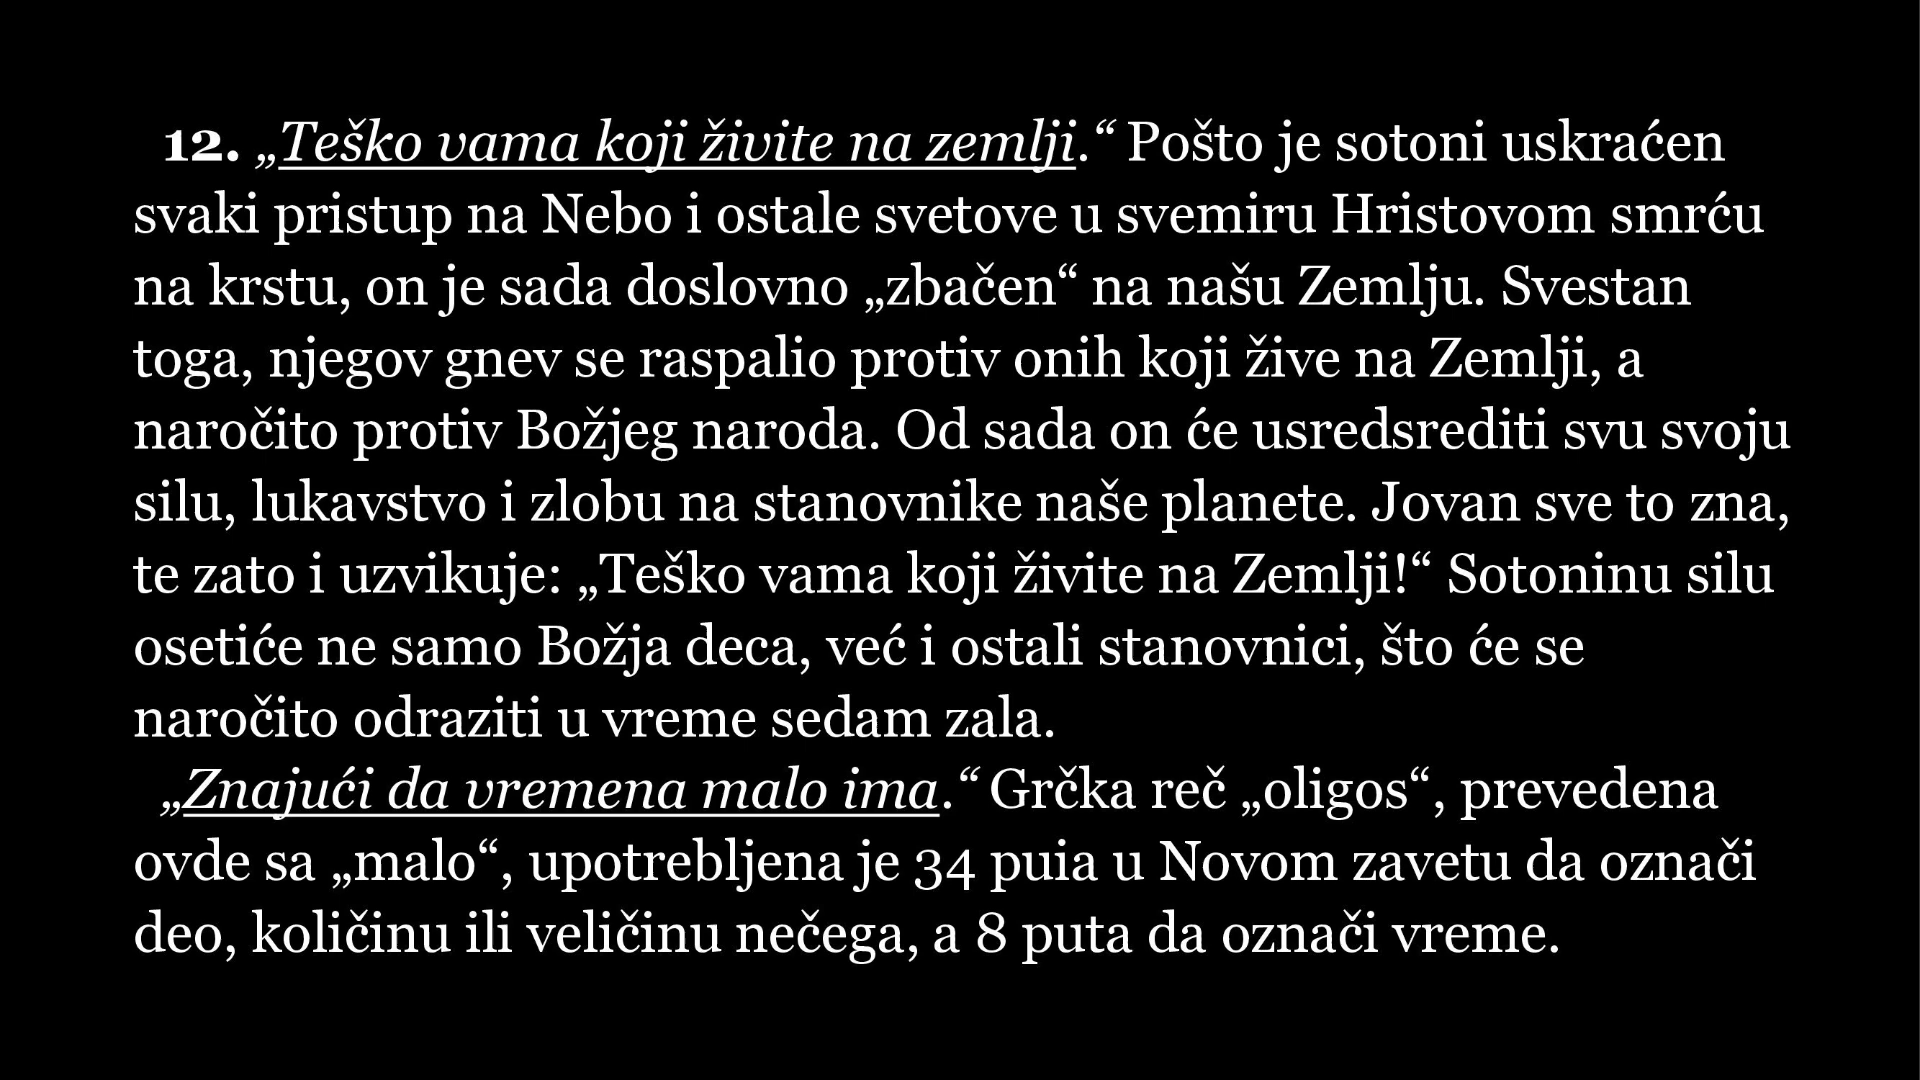 12. „Teško vama koji živite na zemlji.“ Pošto je sotoni uskraćen
svaki pristup na Nebo i ostale svetove u svemiru Hristovom smrću
na krstu, on je sada doslovno „zbačen“ na našu Zemlju. Svestan
toga, njegov gnev se raspalio protiv onih koji žive na Zemlji, a
naročito protiv Božjeg naroda. Od sada on će usredsrediti svu svoju
silu, lukavstvo i zlobu na stanovnike naše planete. Jovan sve to zna,
te zato i uzvikuje: „Teško vama koji živite na Zemlji!“ Sotoninu silu
osetiće ne samo Božja deca, već i ostali stanovnici, što će se
naročito odraziti u vreme sedam zala.
„Znajući da vremena malo ima.“ Grčka reč „oligos“, prevedena
ovde sa „malo“, upotrebljena je 34 puia u Novom zavetu da označi
deo, količinu ili veličinu nečega, a 8 puta da označi vreme.